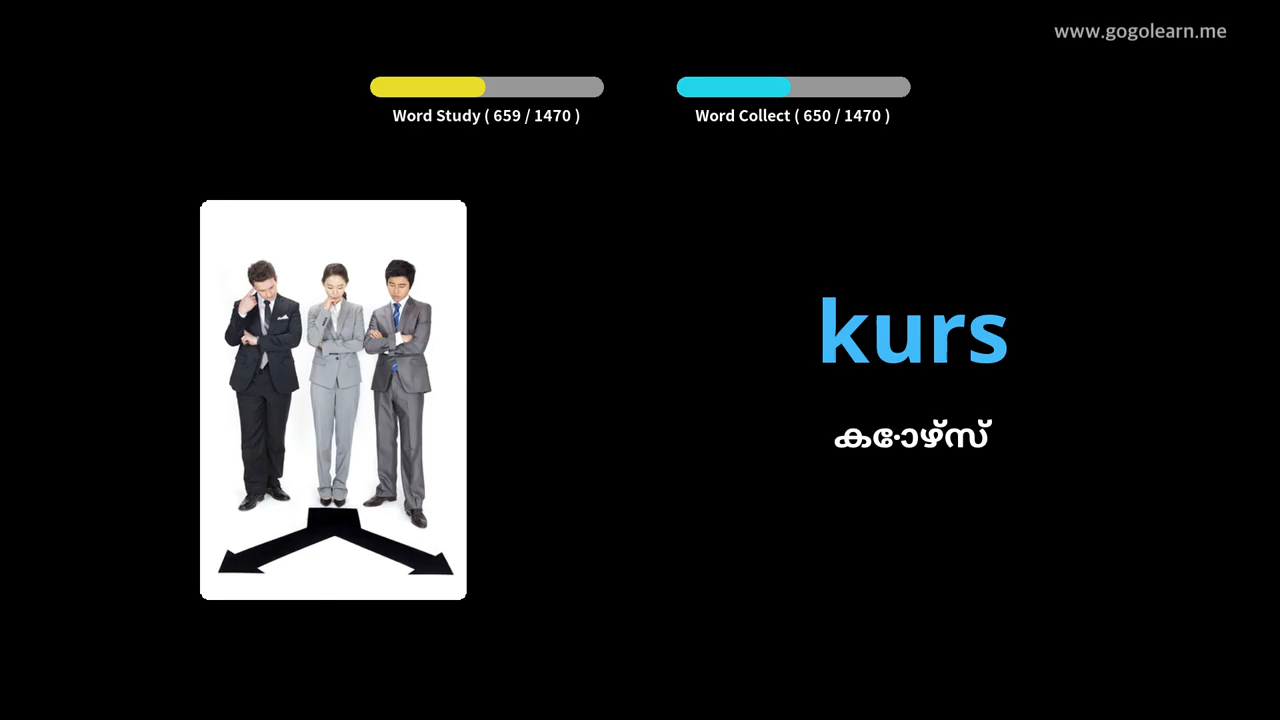 www.gogolearn.me
Word Study ( 659 / 1470 )
Word Collect ( 650 / 1470 )
kurs
കോഴ്സ്